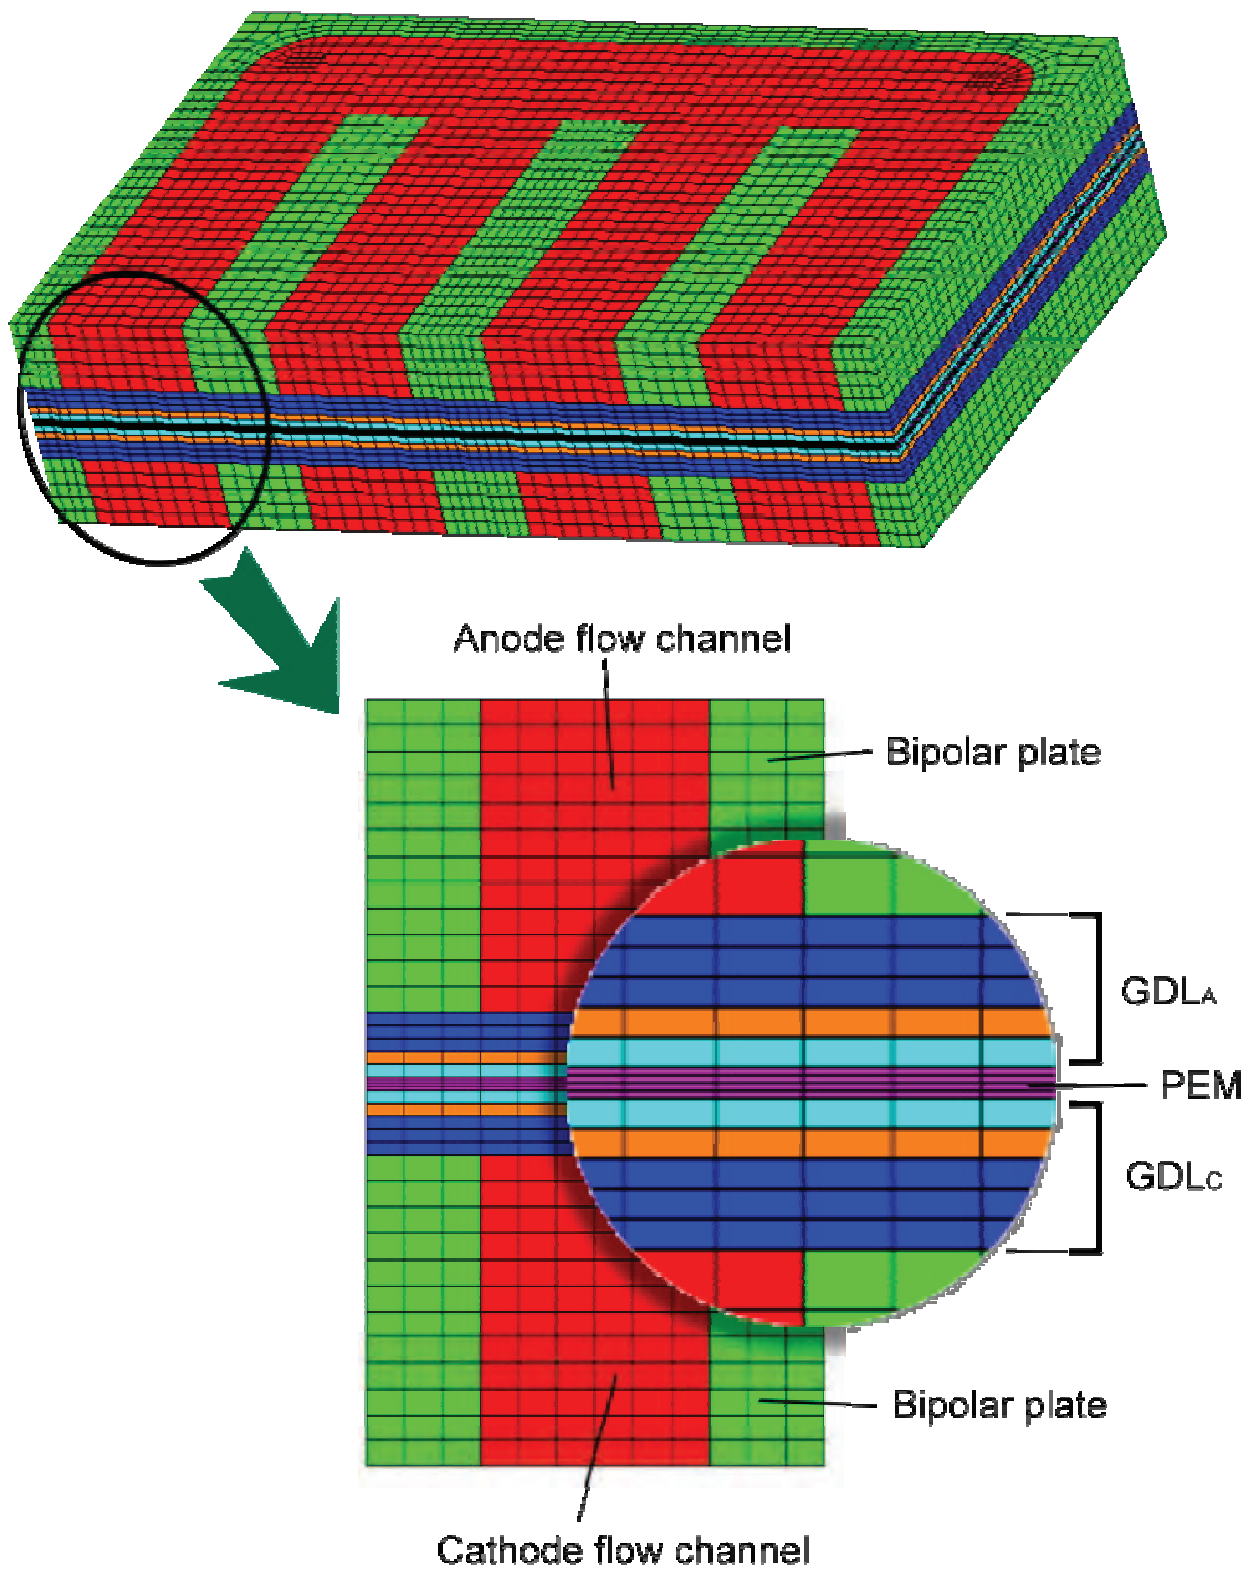 Anode flow channel
Bipolar plate
GDLA
PEM
GDLC
Bipolar plate
Cathode flow channel